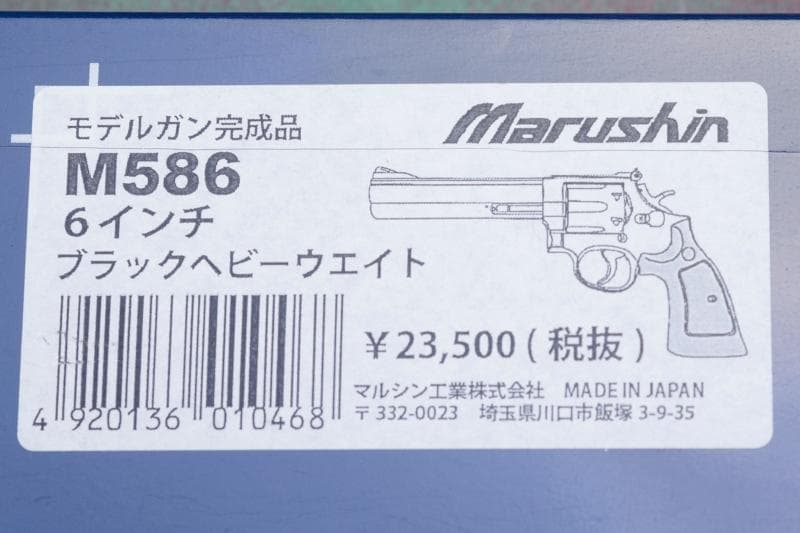 モデルガン完成品
Marushin
M586
6インチ
ブラックヘビーウエイト
¥23,500(税抜)
マルシン工業株式会社 MADE IN JAPAN
〒332-0023 埼玉県川口市飯塚 3-9-35
4 920136 010468